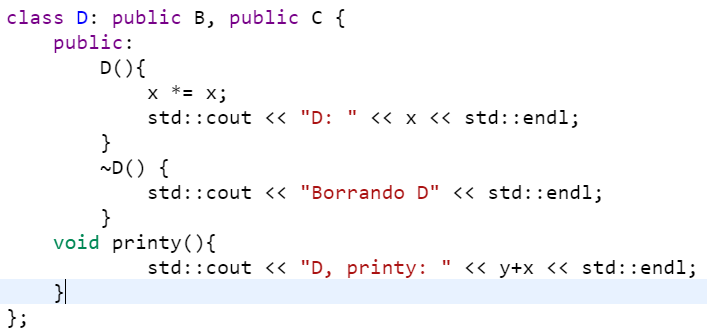 class D: public B, public C {
    public:
        D(){
            x *= x;
            std::cout << "D: " << x << std::endl;
        }
        ~D() {
            std::cout << "Borrando D" << std::endl;
        }
    void printy(){
            std::cout << "D, printy: " << y+x << std::endl;
    }
};